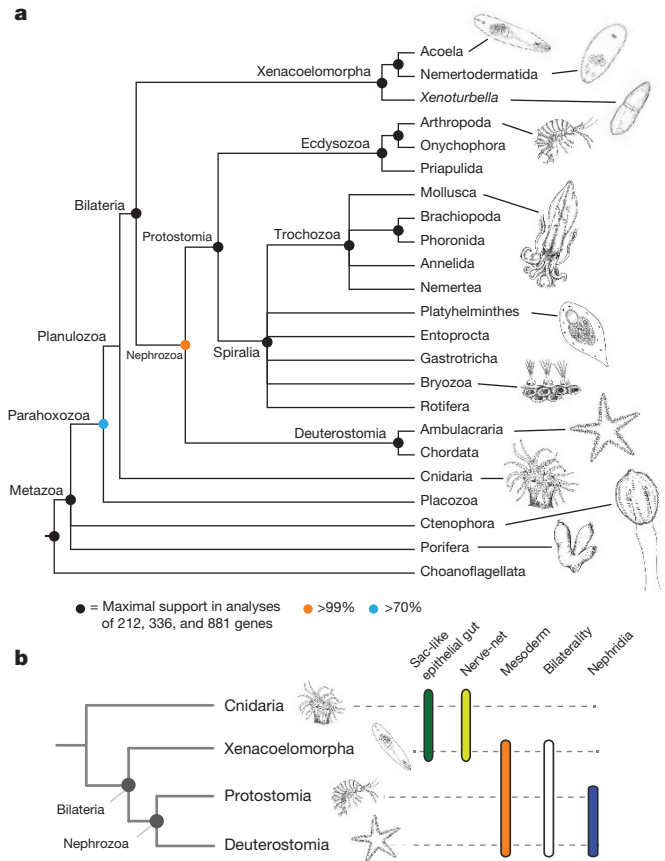 a
Acoela
Xenacoelomorpha
Nemertodermatida
Xenoturbella
Arthropoda
Ecdysozoa
Onychophora
Priapulida
Mollusca
Bilateria
Brachiopoda
Protostomia
Trochozoa
Phoronida
Annelida
Nemertea
Platyhelminthes
Planulozoa
Entoprocta
Nephrozoa
Spiralia
Gastrotricha
Bryozoa
Rotifera
Parahoxozoa
Ambulacraria
Deuterostomia
Chordata
Cnidaria
Metazoa
Placozoa
Ctenophora
Porifera
Choanoflagellata
= Maximal support in analyses
of 212, 336, and 881 genes
>99%
>70%
b
Sac-like
epithelial gut
Nerve-net
Mesoderm
Bilaterality
Nephridia
Cnidaria
Xenacoelomorpha
Protostomia
Bilateria
Nephrozoa
Deuterostomia